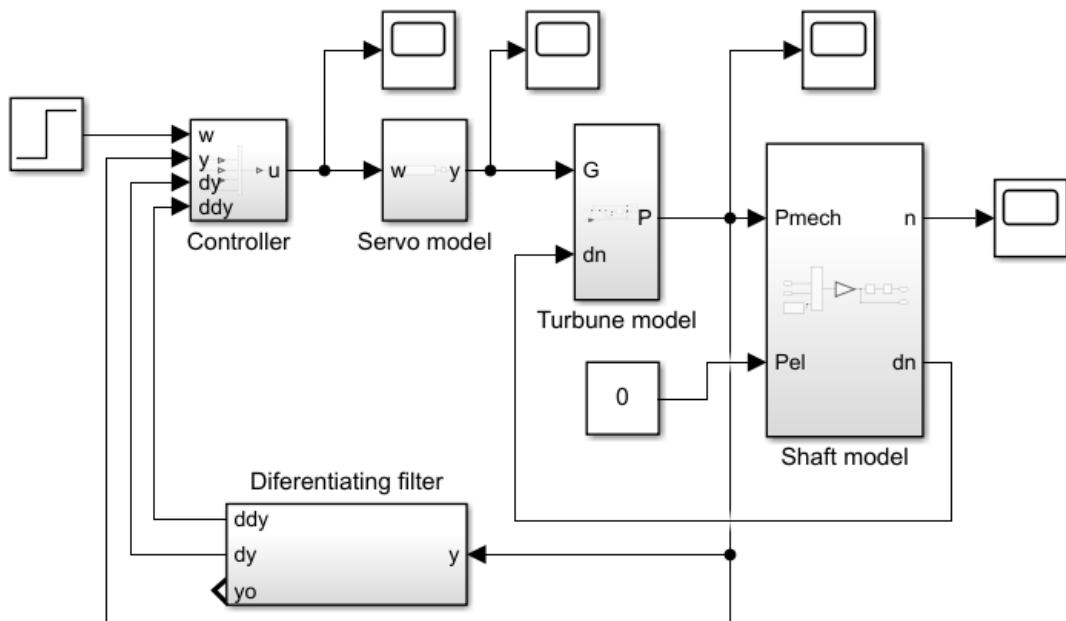 w
y
dy
ddy
u
Controller
w
y
Servo model
G
dn
P
Turbune model
Pmech
Pel
n
dn
Shaft model
0
Diferentiating filter
ddy
dy
yo
y